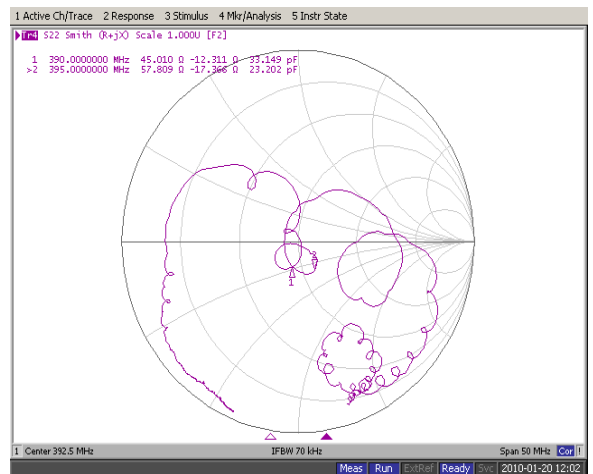 1 Active Ch/Trace 2 Response 3 Stimulus 4 Mkr/Analysis 5 Instr State
Tr4 S22 Smith (R+jX) Scale 1.000U [F2]
1 390.0000000 MHz 45.010 Ω -12.311 Ω 33.149 pF
>2 395.0000000 MHz 57.809 Ω -17.366 Ω 23.202 pF
2
1
1 Center 392.5 MHz IFBW 70 kHz Span 50 MHz Cor !
Meas Run ExtRef Ready Svc 2010-01-20 12:02